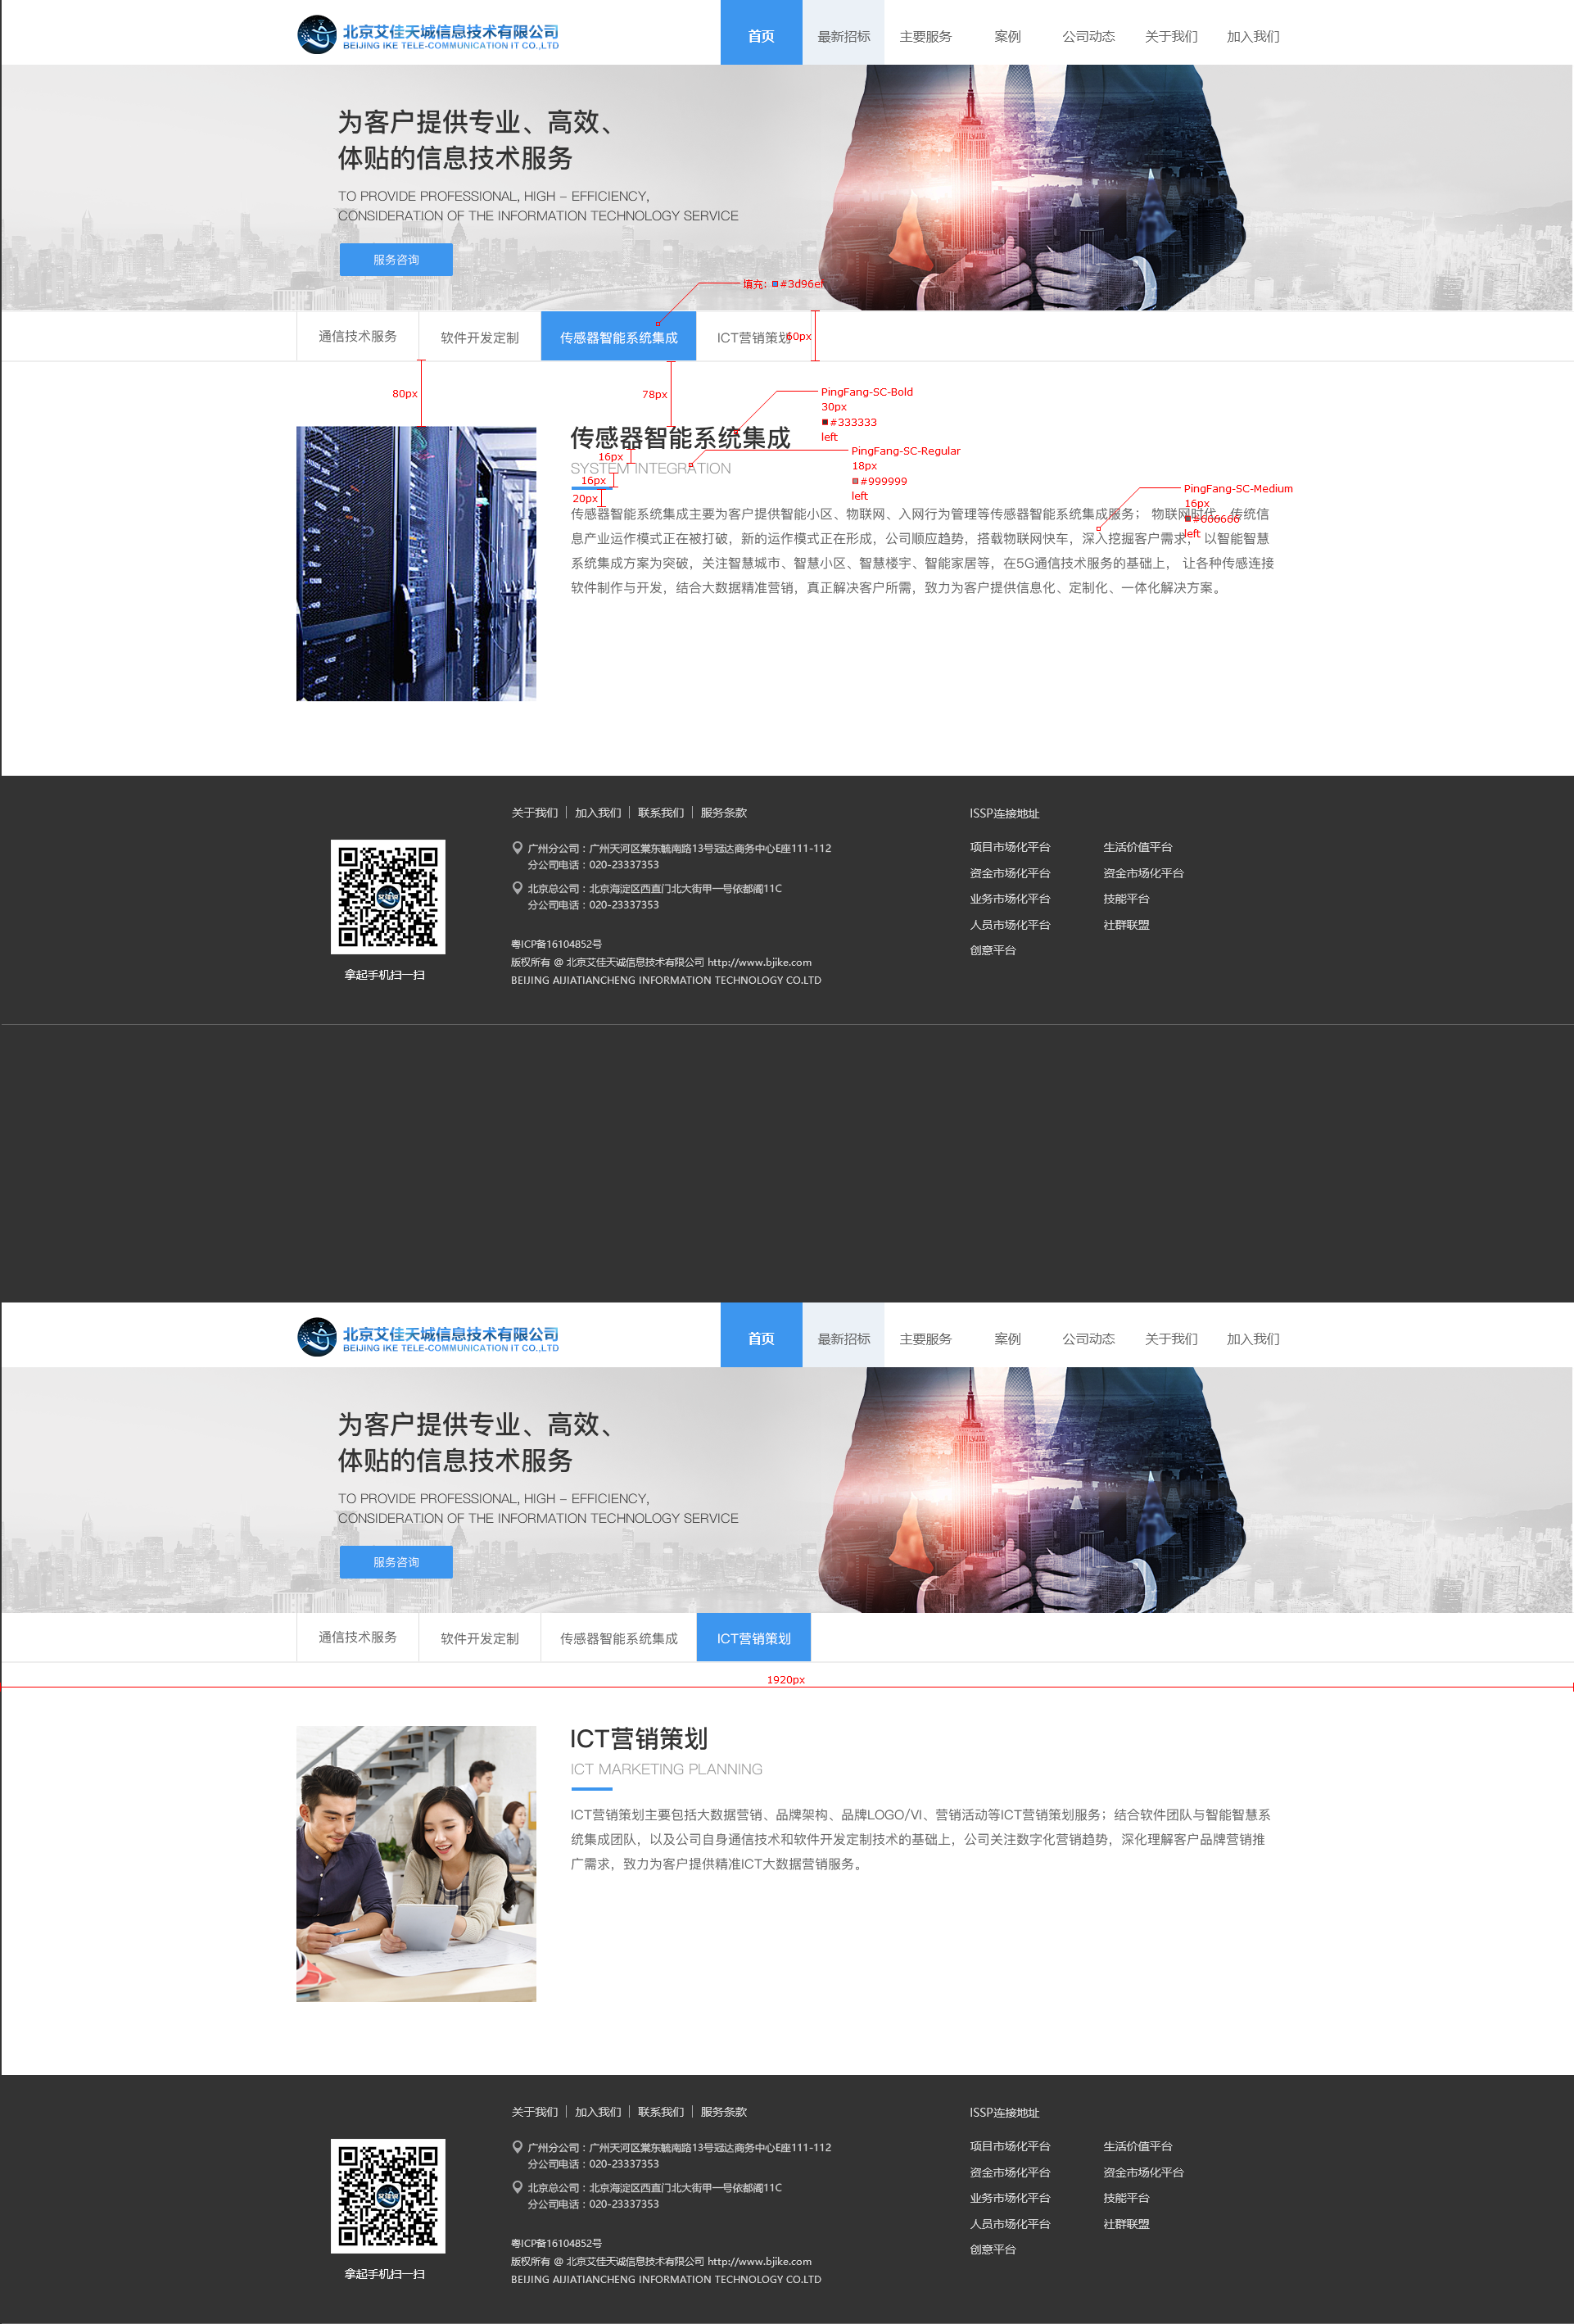 北京艾佳天诚信息技术有限公司
BEIJING IKE TELE-COMMUNICATION IT CO.,LTD
首页 最新招标 主要服务 案例 公司动态 关于我们 加入我们
为客户提供专业、高效、
体贴的信息技术服务
TO PROVIDE PROFESSIONAL, HIGH - EFFICIENCY,
CONSIDERATION OF THE INFORMATION TECHNOLOGY SERVICE
服务咨询
填充: #3d96ef
通信技术服务 软件开发定制 传感器智能系统集成 ICT营销策划
60px
80px
78px
PingFang-SC-Bold
30px
#333333
left
传感器智能系统集成
16px
PingFang-SC-Regular
18px
#999999
left
SYSTEM INTEGRATION
16px
20px
PingFang-SC-Medium
16px
#666666
left
传感器智能系统集成主要为客户提供智能小区、物联网、入网行为管理等传感器智能系统集成服务； 物联网时代，传统信
息产业运作模式正在被打破，新的运作模式正在形成，公司顺应趋势，搭载物联网快车，深入挖掘客户需求， 以智能智慧
系统集成方案为突破，关注智慧城市、智慧小区、智慧楼宇、智能家居等，在5G通信技术服务的基础上， 让各种传感连接
软件制作与开发，结合大数据精准营销，真正解决客户所需，致力为客户提供信息化、定制化、一体化解决方案。
关于我们 | 加入我们 | 联系我们 | 服务条款
广州分公司：广州天河区棠东毓南路13号冠达商务中心E座111-112
分公司电话：020-23337353
北京总公司：北京海淀区西直门北大街甲一号依都阁11C
分公司电话：020-23337353
粤ICP备16104852号
版权所有 @ 北京艾佳天诚信息技术有限公司 http://www.bjike.com
BEIJING AIJIATIANCHENG INFORMATION TECHNOLOGY CO.LTD
艾佳天诚
拿起手机扫一扫
ISSP连接地址
项目市场化平台 生活价值平台
资金市场化平台 资金市场化平台
业务市场化平台 技能平台
人员市场化平台 社群联盟
创意平台
北京艾佳天诚信息技术有限公司
BEIJING IKE TELE-COMMUNICATION IT CO.,LTD
首页 最新招标 主要服务 案例 公司动态 关于我们 加入我们
为客户提供专业、高效、
体贴的信息技术服务
TO PROVIDE PROFESSIONAL, HIGH - EFFICIENCY,
CONSIDERATION OF THE INFORMATION TECHNOLOGY SERVICE
服务咨询
通信技术服务 软件开发定制 传感器智能系统集成 ICT营销策划
1920px
ICT营销策划
ICT MARKETING PLANNING
ICT营销策划主要包括大数据营销、品牌架构、品牌LOGO/VI、营销活动等ICT营销策划服务；结合软件团队与智能智慧系
统集成团队，以及公司自身通信技术和软件开发定制技术的基础上，公司关注数字化营销趋势，深化理解客户品牌营销推
广需求，致力为客户提供精准ICT大数据营销服务。
关于我们 | 加入我们 | 联系我们 | 服务条款
广州分公司：广州天河区棠东毓南路13号冠达商务中心E座111-112
分公司电话：020-23337353
北京总公司：北京海淀区西直门北大街甲一号依都阁11C
分公司电话：020-23337353
粤ICP备16104852号
版权所有 @ 北京艾佳天诚信息技术有限公司 http://www.bjike.com
BEIJING AIJIATIANCHENG INFORMATION TECHNOLOGY CO.LTD
艾佳天诚
拿起手机扫一扫
ISSP连接地址
项目市场化平台 生活价值平台
资金市场化平台 资金市场化平台
业务市场化平台 技能平台
人员市场化平台 社群联盟
创意平台